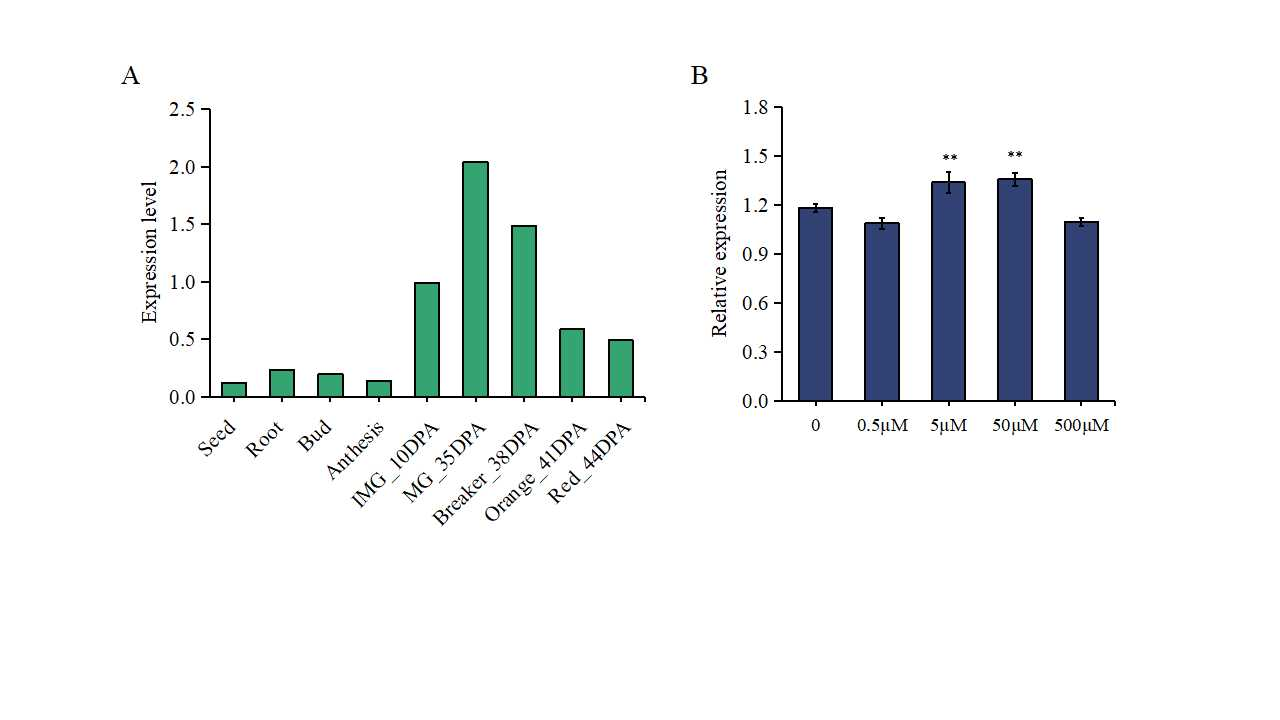 A
Expression level
2.5
2.0
1.5
1.0
0.5
0.0
Seed
Root
Bud
Anthesis
IMG_10DPA
MG_35DPA
Breaker_38DPA
Orange_41DPA
Red_44DPA
B
Relative expression
1.8
1.5
1.2
0.9
0.6
0.3
0.0
**
**
0
0.5μM
5μM
50μM
500μM